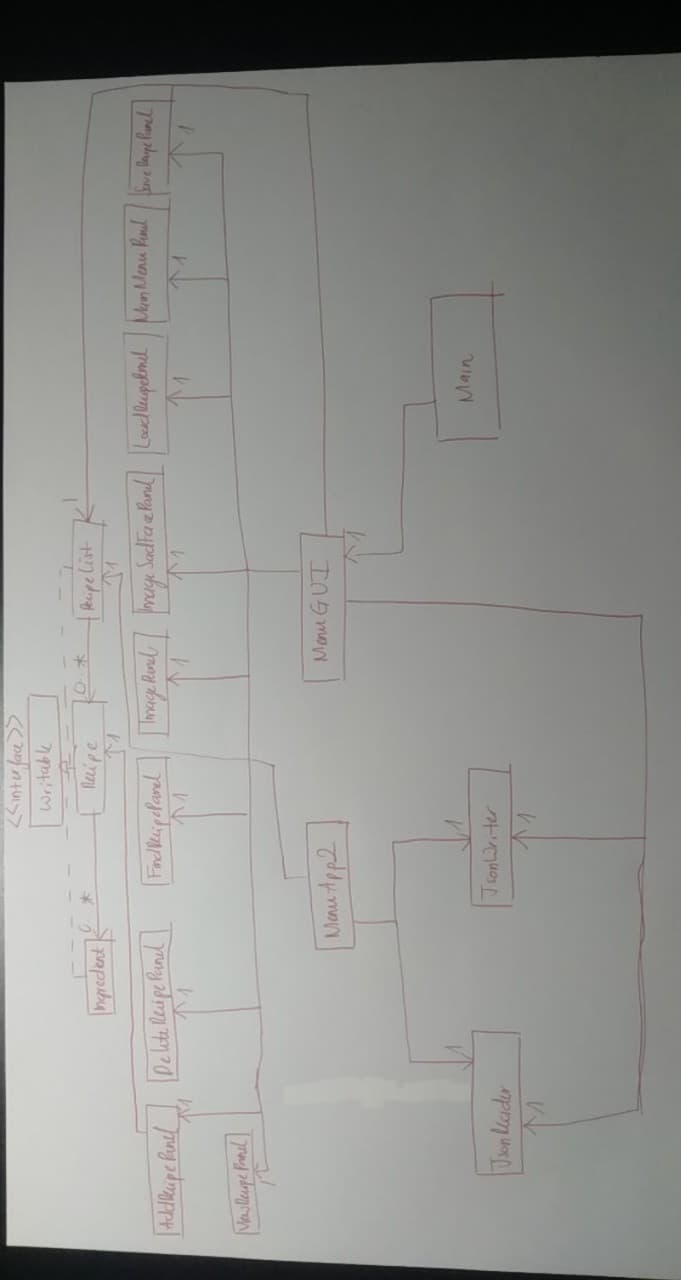 <<interface>>
Writable
Ingredient
0..*
Recipe
0..*
RecipeList
1
1
1
AddRecipePanel
DeleteRecipePanel
FindRecipePanel
ImagePanel
ImageSadFacePanel
LoadRecipePanel
MainMenuPanel
SaveRecipePanel
1
1
1
1
1
1
1
1
ViewRecipePanel
1
MenuApp2
MenuGUI
1
Main
1
1
JsonReader
JsonWriter
1
1